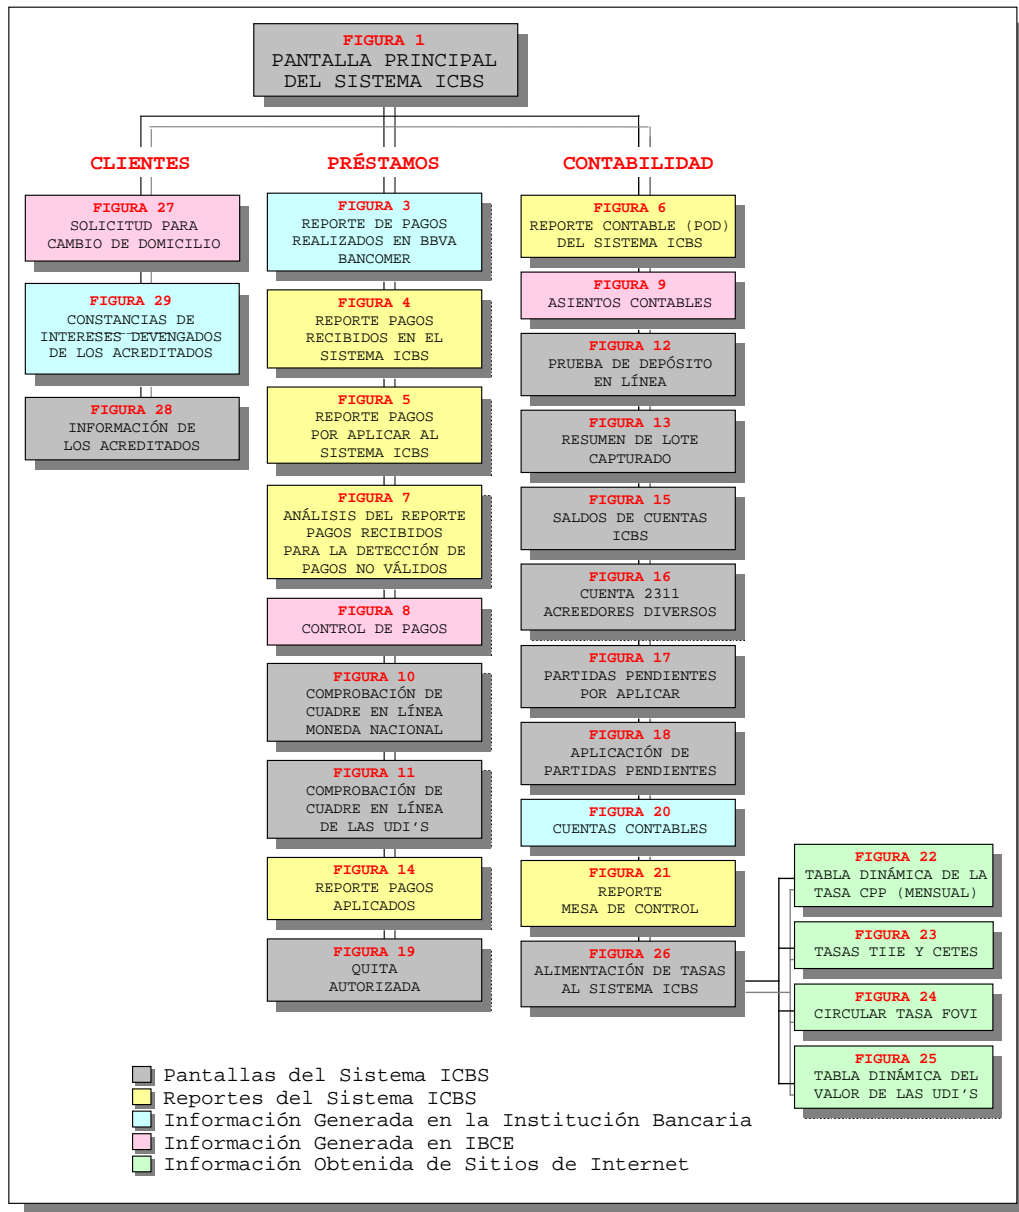 FIGURA 1
PANTALLA PRINCIPAL
DEL SISTEMA ICBS
CLIENTES
FIGURA 27
SOLICITUD PARA
CAMBIO DE DOMICILIO
FIGURA 29
CONSTANCIAS DE
INTERESES DEVENGADOS
DE LOS ACREDITADOS
FIGURA 28
INFORMACIÓN DE
LOS ACREDITADOS
PRÉSTAMOS
FIGURA 3
REPORTE DE PAGOS
REALIZADOS EN BBVA
BANCOMER
FIGURA 4
REPORTE PAGOS
RECIBIDOS EN EL
SISTEMA ICBS
FIGURA 5
REPORTE PAGOS
POR APLICAR AL
SISTEMA ICBS
FIGURA 7
ANÁLISIS DEL REPORTE
PAGOS RECIBIDOS
PARA LA DETECCIÓN DE
PAGOS NO VÁLIDOS
FIGURA 8
CONTROL DE PAGOS
FIGURA 10
COMPROBACIÓN DE
CUADRE EN LÍNEA
MONEDA NACIONAL
FIGURA 11
COMPROBACIÓN DE
CUADRE EN LÍNEA
DE LAS UDI'S
FIGURA 14
REPORTE PAGOS
APLICADOS
FIGURA 19
QUITA
AUTORIZADA
CONTABILIDAD
FIGURA 6
REPORTE CONTABLE (POD)
DEL SISTEMA ICBS
FIGURA 9
ASIENTOS CONTABLES
FIGURA 12
PRUEBA DE DEPÓSITO
EN LÍNEA
FIGURA 13
RESUMEN DE LOTE
CAPTURADO
FIGURA 15
SALDOS DE CUENTAS
ICBS
FIGURA 16
CUENTA 2311
ACREEDORES DIVERSOS
FIGURA 17
PARTIDAS PENDIENTES
POR APLICAR
FIGURA 18
APLICACIÓN DE
PARTIDAS PENDIENTES
FIGURA 20
CUENTAS CONTABLES
FIGURA 21
REPORTE
MESA DE CONTROL
FIGURA 26
ALIMENTACIÓN DE TASAS
AL SISTEMA ICBS
FIGURA 22
TABLA DINÁMICA DE LA
TASA CPP (MENSUAL)
FIGURA 23
TASAS TIIE Y CETES
FIGURA 24
CIRCULAR TASA FOVI
FIGURA 25
TABLA DINÁMICA DEL
VALOR DE LAS UDI'S
Pantallas del Sistema ICBS
Reportes del Sistema ICBS
Información Generada en la Institución Bancaria
Información Generada en IBCE
Información Obtenida de Sitios de Internet